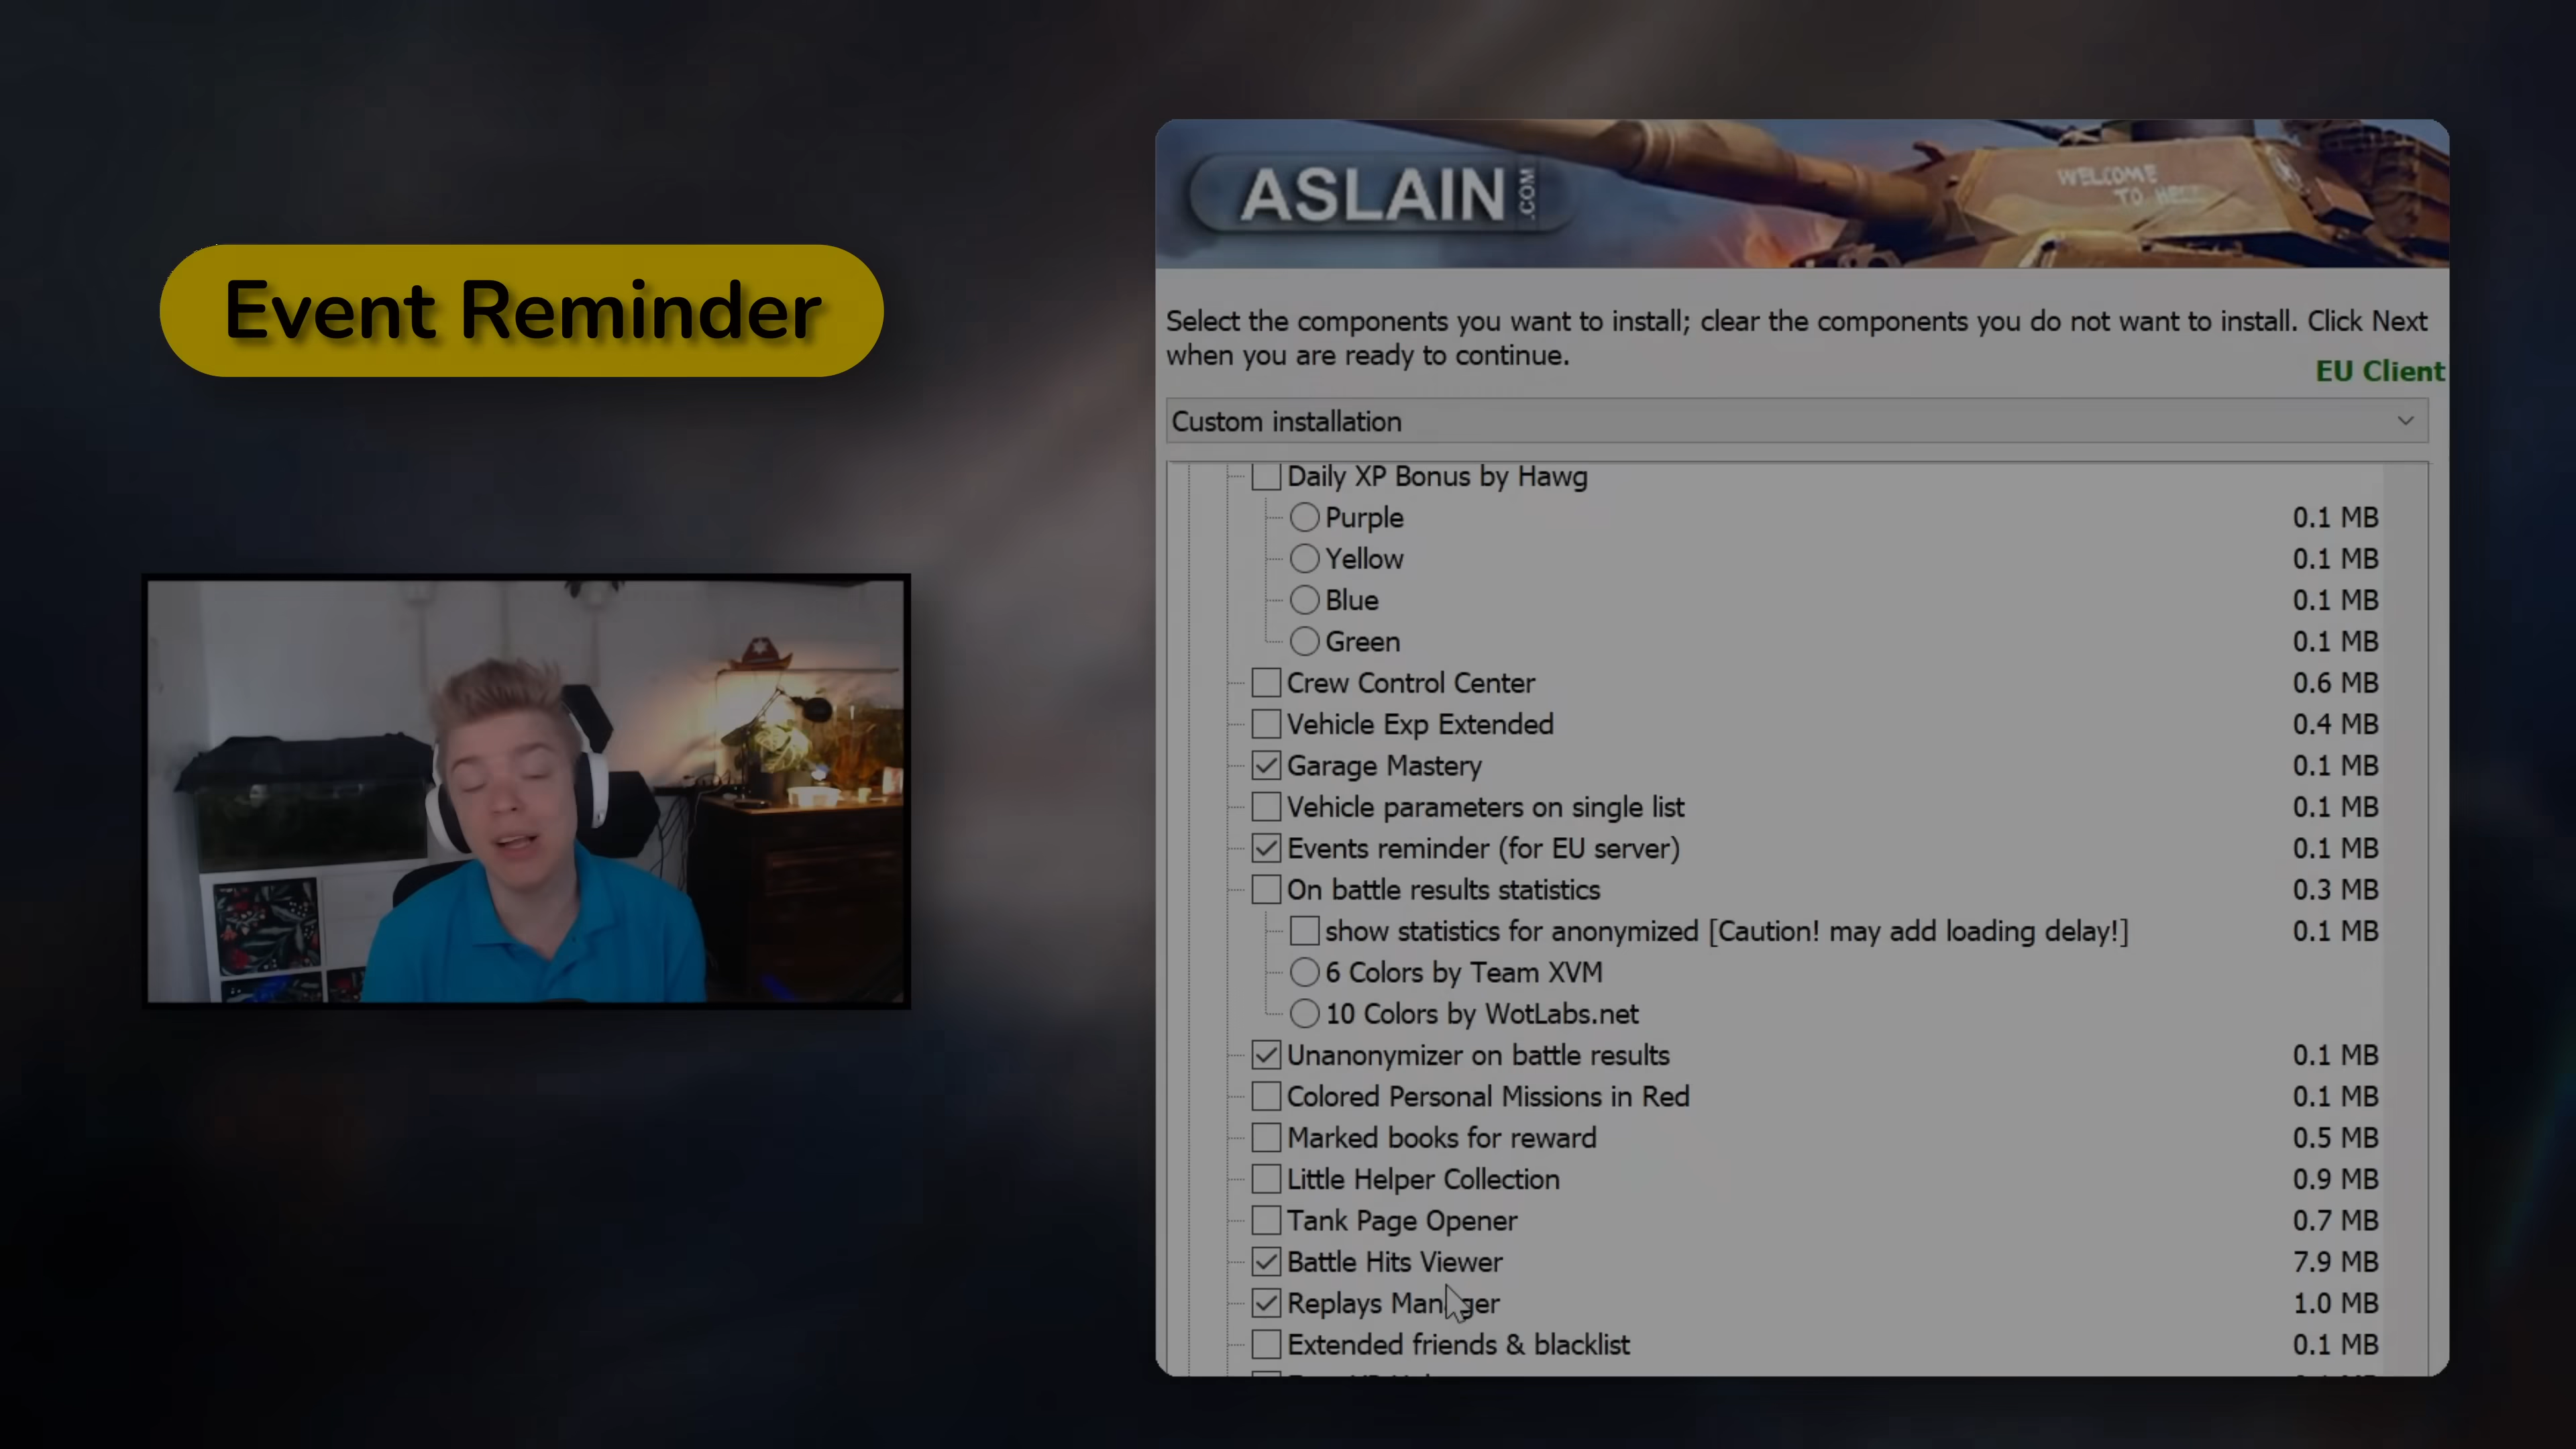 Event Reminder
ASLAIN .COM
WELCOME
TO HELL
Select the components you want to install; clear the components you do not want to install. Click Next
when you are ready to continue.
EU Client
Custom installation
Daily XP Bonus by Hawg
Purple 0.1 MB
Yellow 0.1 MB
Blue 0.1 MB
Green 0.1 MB
Crew Control Center 0.6 MB
Vehicle Exp Extended 0.4 MB
Garage Mastery 0.1 MB
Vehicle parameters on single list 0.1 MB
Events reminder (for EU server) 0.1 MB
On battle results statistics 0.3 MB
show statistics for anonymized [Caution! may add loading delay!] 0.1 MB
6 Colors by Team XVM
10 Colors by WotLabs.net
Unanonymizer on battle results 0.1 MB
Colored Personal Missions in Red 0.1 MB
Marked books for reward 0.5 MB
Little Helper Collection 0.9 MB
Tank Page Opener 0.7 MB
Battle Hits Viewer 7.9 MB
Replays Manager 1.0 MB
Extended friends & blacklist 0.1 MB